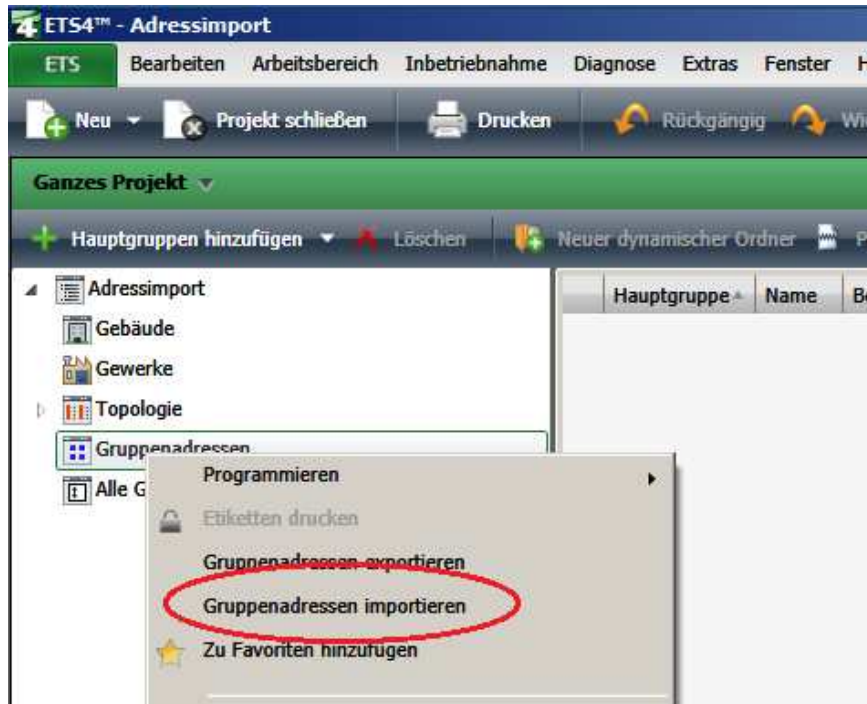 ETS4™ - Adressimport
ETS Bearbeiten Arbeitsbereich Inbetriebnahme Diagnose Extras Fenster
Neu Projekt schließen Drucken Rückgängig
Ganzes Projekt
Hauptgruppen hinzufügen Löschen Neuer dynamischer Ordner
Adressimport
Hauptgruppe Name
Gebäude
Gewerke
Topologie
Gruppenadressen
Programmieren
Alle G
Etiketten drucken
Gruppenadressen exportieren
Gruppenadressen importieren
Zu Favoriten hinzufügen